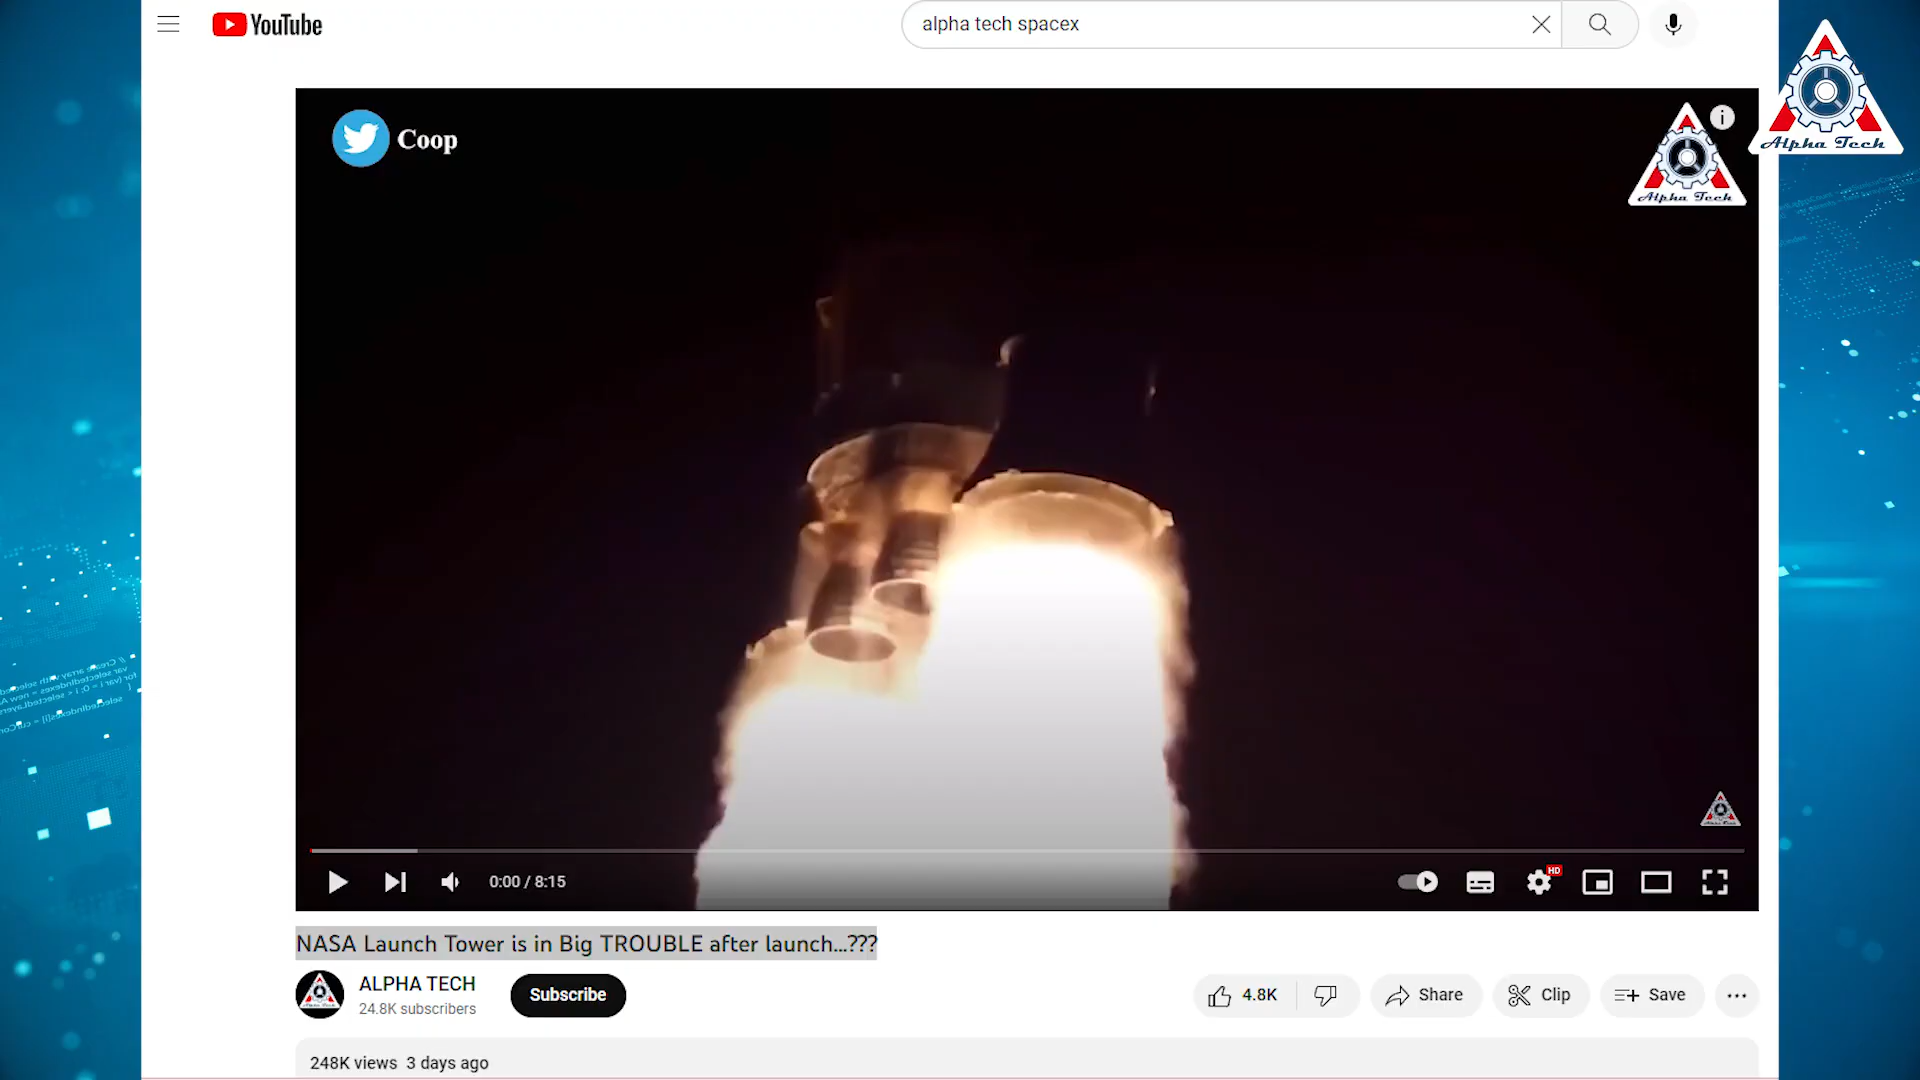 YouTube
alpha tech spacex
Alpha Tech
Coop
i
Alpha Tech
HD
0:00 / 8:15
NASA Launch Tower is in Big TROUBLE after launch...???
ALPHA TECH
24.8K subscribers
Subscribe
4.8K
Share
Clip
Save
248K views 3 days ago